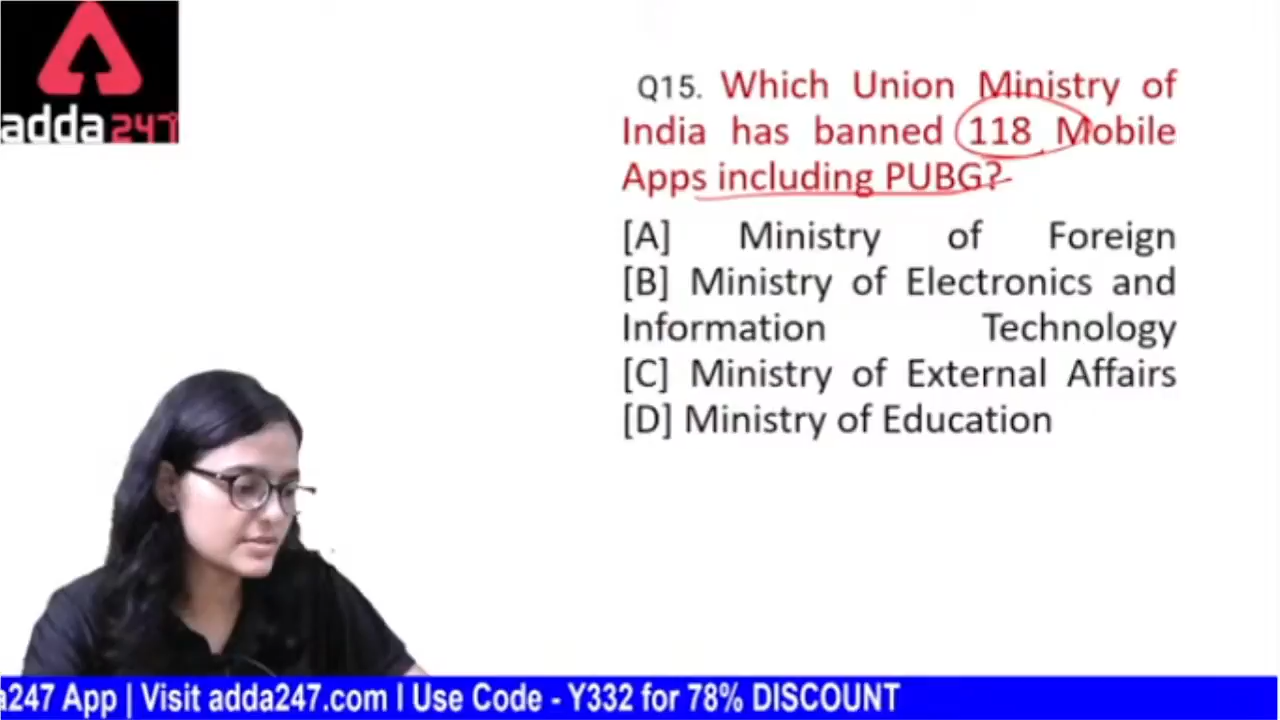 adda247
Q15. Which Union Ministry of
India has banned 118 Mobile
Apps including PUBG?
[A] Ministry of Foreign
[B] Ministry of Electronics and
Information Technology
[C] Ministry of External Affairs
[D] Ministry of Education
a247 App | Visit adda247.com l Use Code - Y332 for 78% DISCOUNT